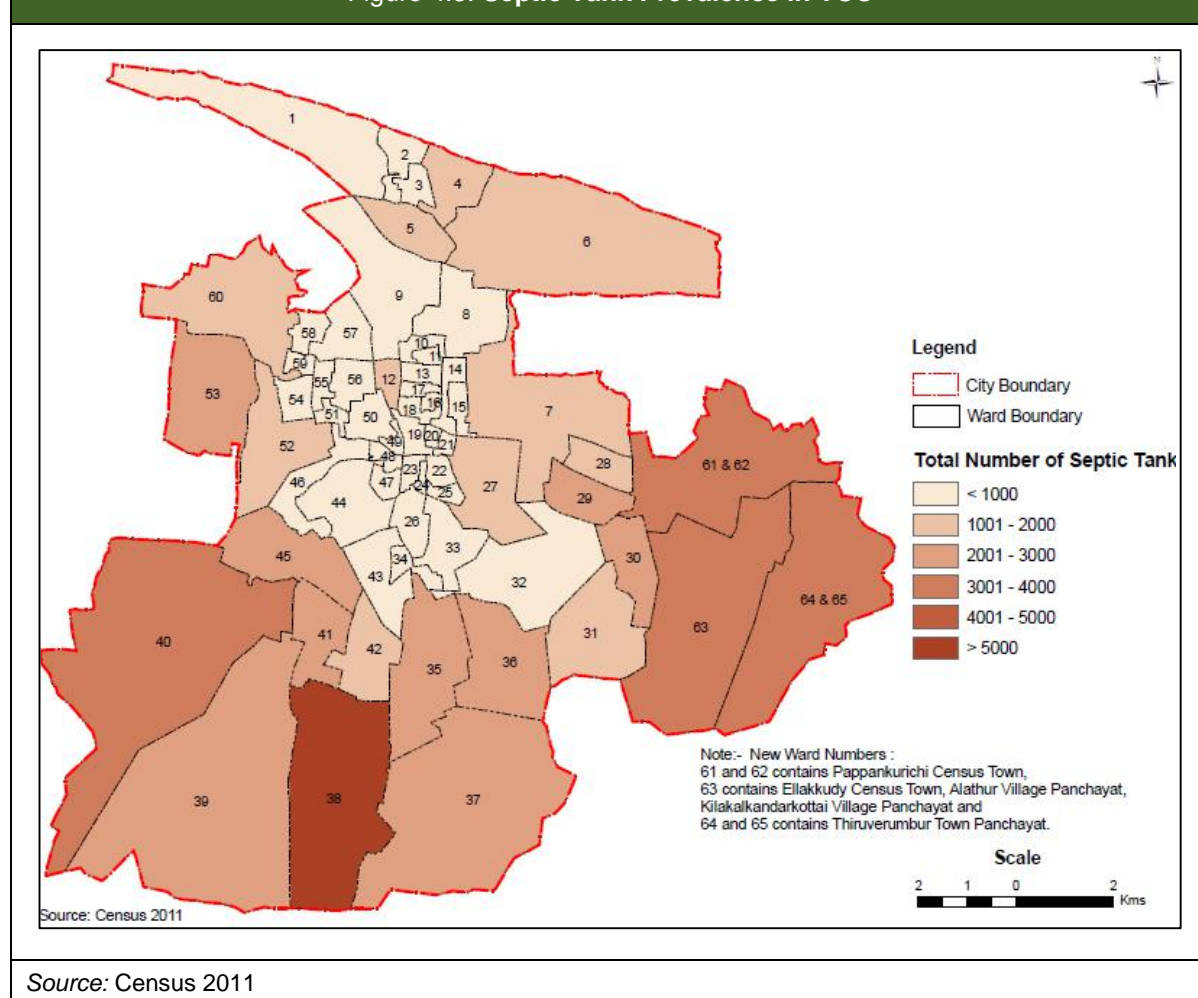 Figure Septic Tank Prevalence in
N
1
2
3
4
5
6
60
9
8
58
57
10
11
59
53
55
56
12
13
14
54
17
16
51
50
18
15
7
52
49
19
20
21
48
28
61 & 62
46
47
23
22
24
25
27
29
44
26
33
30
45
34
43
32
64 & 65
40
41
42
35
36
31
63
39
38
37
Legend
City Boundary
Ward Boundary
Total Number of Septic Tank
< 1000
1001 - 2000
2001 - 3000
3001 - 4000
4001 - 5000
> 5000
Note:- New Ward Numbers :
61 and 62 contains Pappankurichi Census Town,
63 contains Ellakkudy Census Town, Alathur Village Panchayat,
Kilakalkandarkottai Village Panchayat and
64 and 65 contains Thiruverumbur Town Panchayat.
Scale
2 1 0 2
Kms
Source: Census 2011
Source: Census 2011